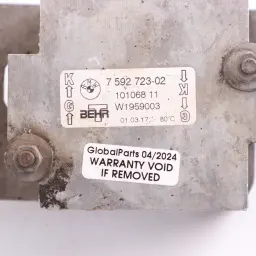 7 592 723-02
101068 11
W1959003
BEHR
01.03.17
80°C
K
G
K
G
GlobalParts 04/2024
WARRANTY VOID
IF REMOVED